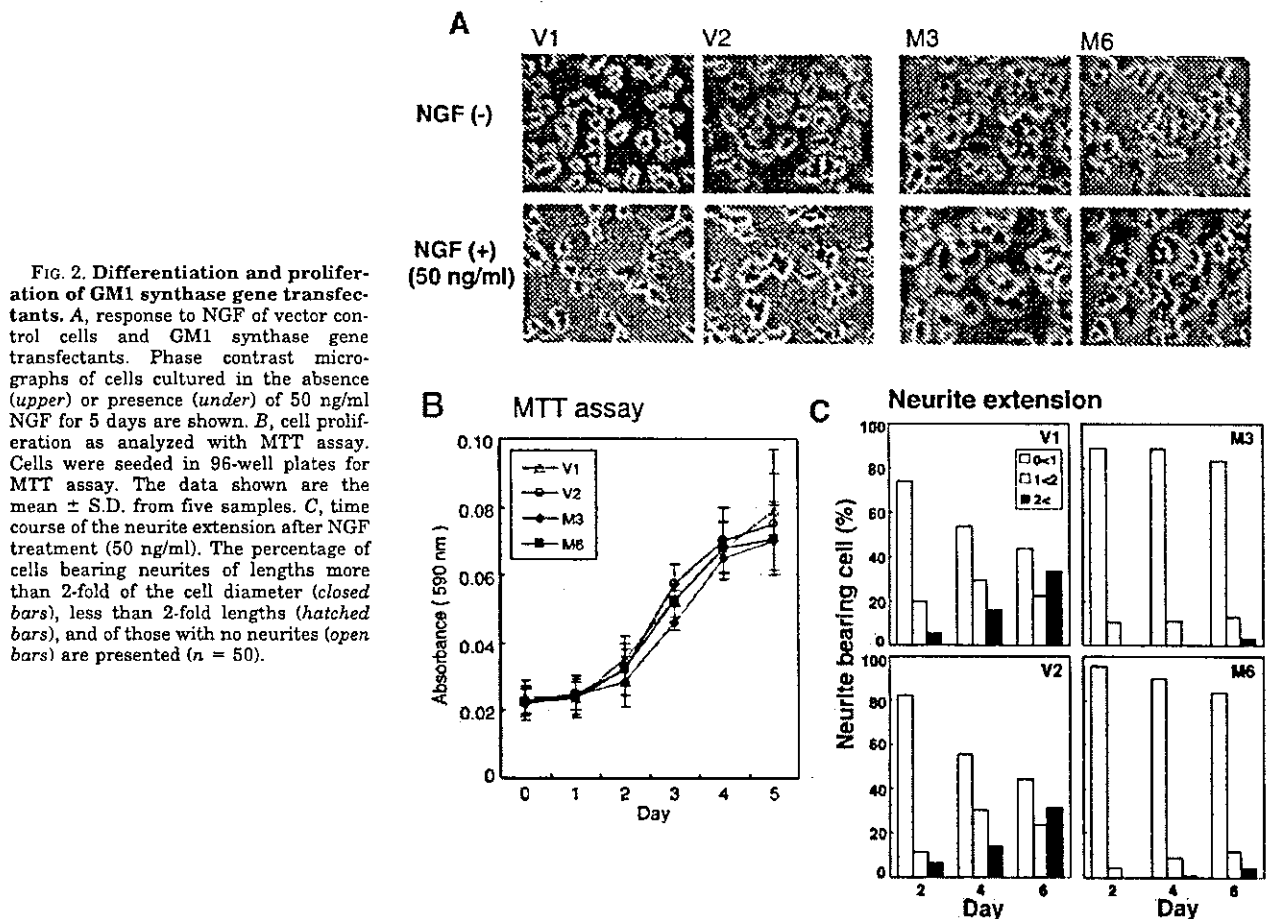 A
V1 V2 M3 M6
NGF (-)
NGF (+)
(50 ng/ml)
FIG. 2. Differentiation and prolifer-
ation of GM1 synthase gene transfec-
tants. A, response to NGF of vector con-
trol cells and GM1 synthase gene
transfectants. Phase contrast micro-
graphs of cells cultured in the absence
(upper) or presence (under) of 50 ng/ml
NGF for 5 days are shown. B, cell prolif-
eration as analyzed with MTT assay.
Cells were seeded in 96-well plates for
MTT assay. The data shown are the
mean ± S.D. from five samples. C, time
course of the neurite extension after NGF
treatment (50 ng/ml). The percentage of
cells bearing neurites of lengths more
than 2-fold of the cell diameter (closed
bars), less than 2-fold lengths (hatched
bars), and of those with no neurites (open
bars) are presented (n = 50).
B MTT assay
0.10
0.08
0.06
0.04
0.02
0
Absorbance ( 590 nm )
V1
V2
M3
M6
0 1 2 3 4 5
Day
C Neurite extension
Neurite bearing cell (%)
100
80
60
40
20
0
V1
0<1
1<2
2<
M3
100
80
60
40
20
0
V2
M6
2 4 6
Day
2 4 6
Day